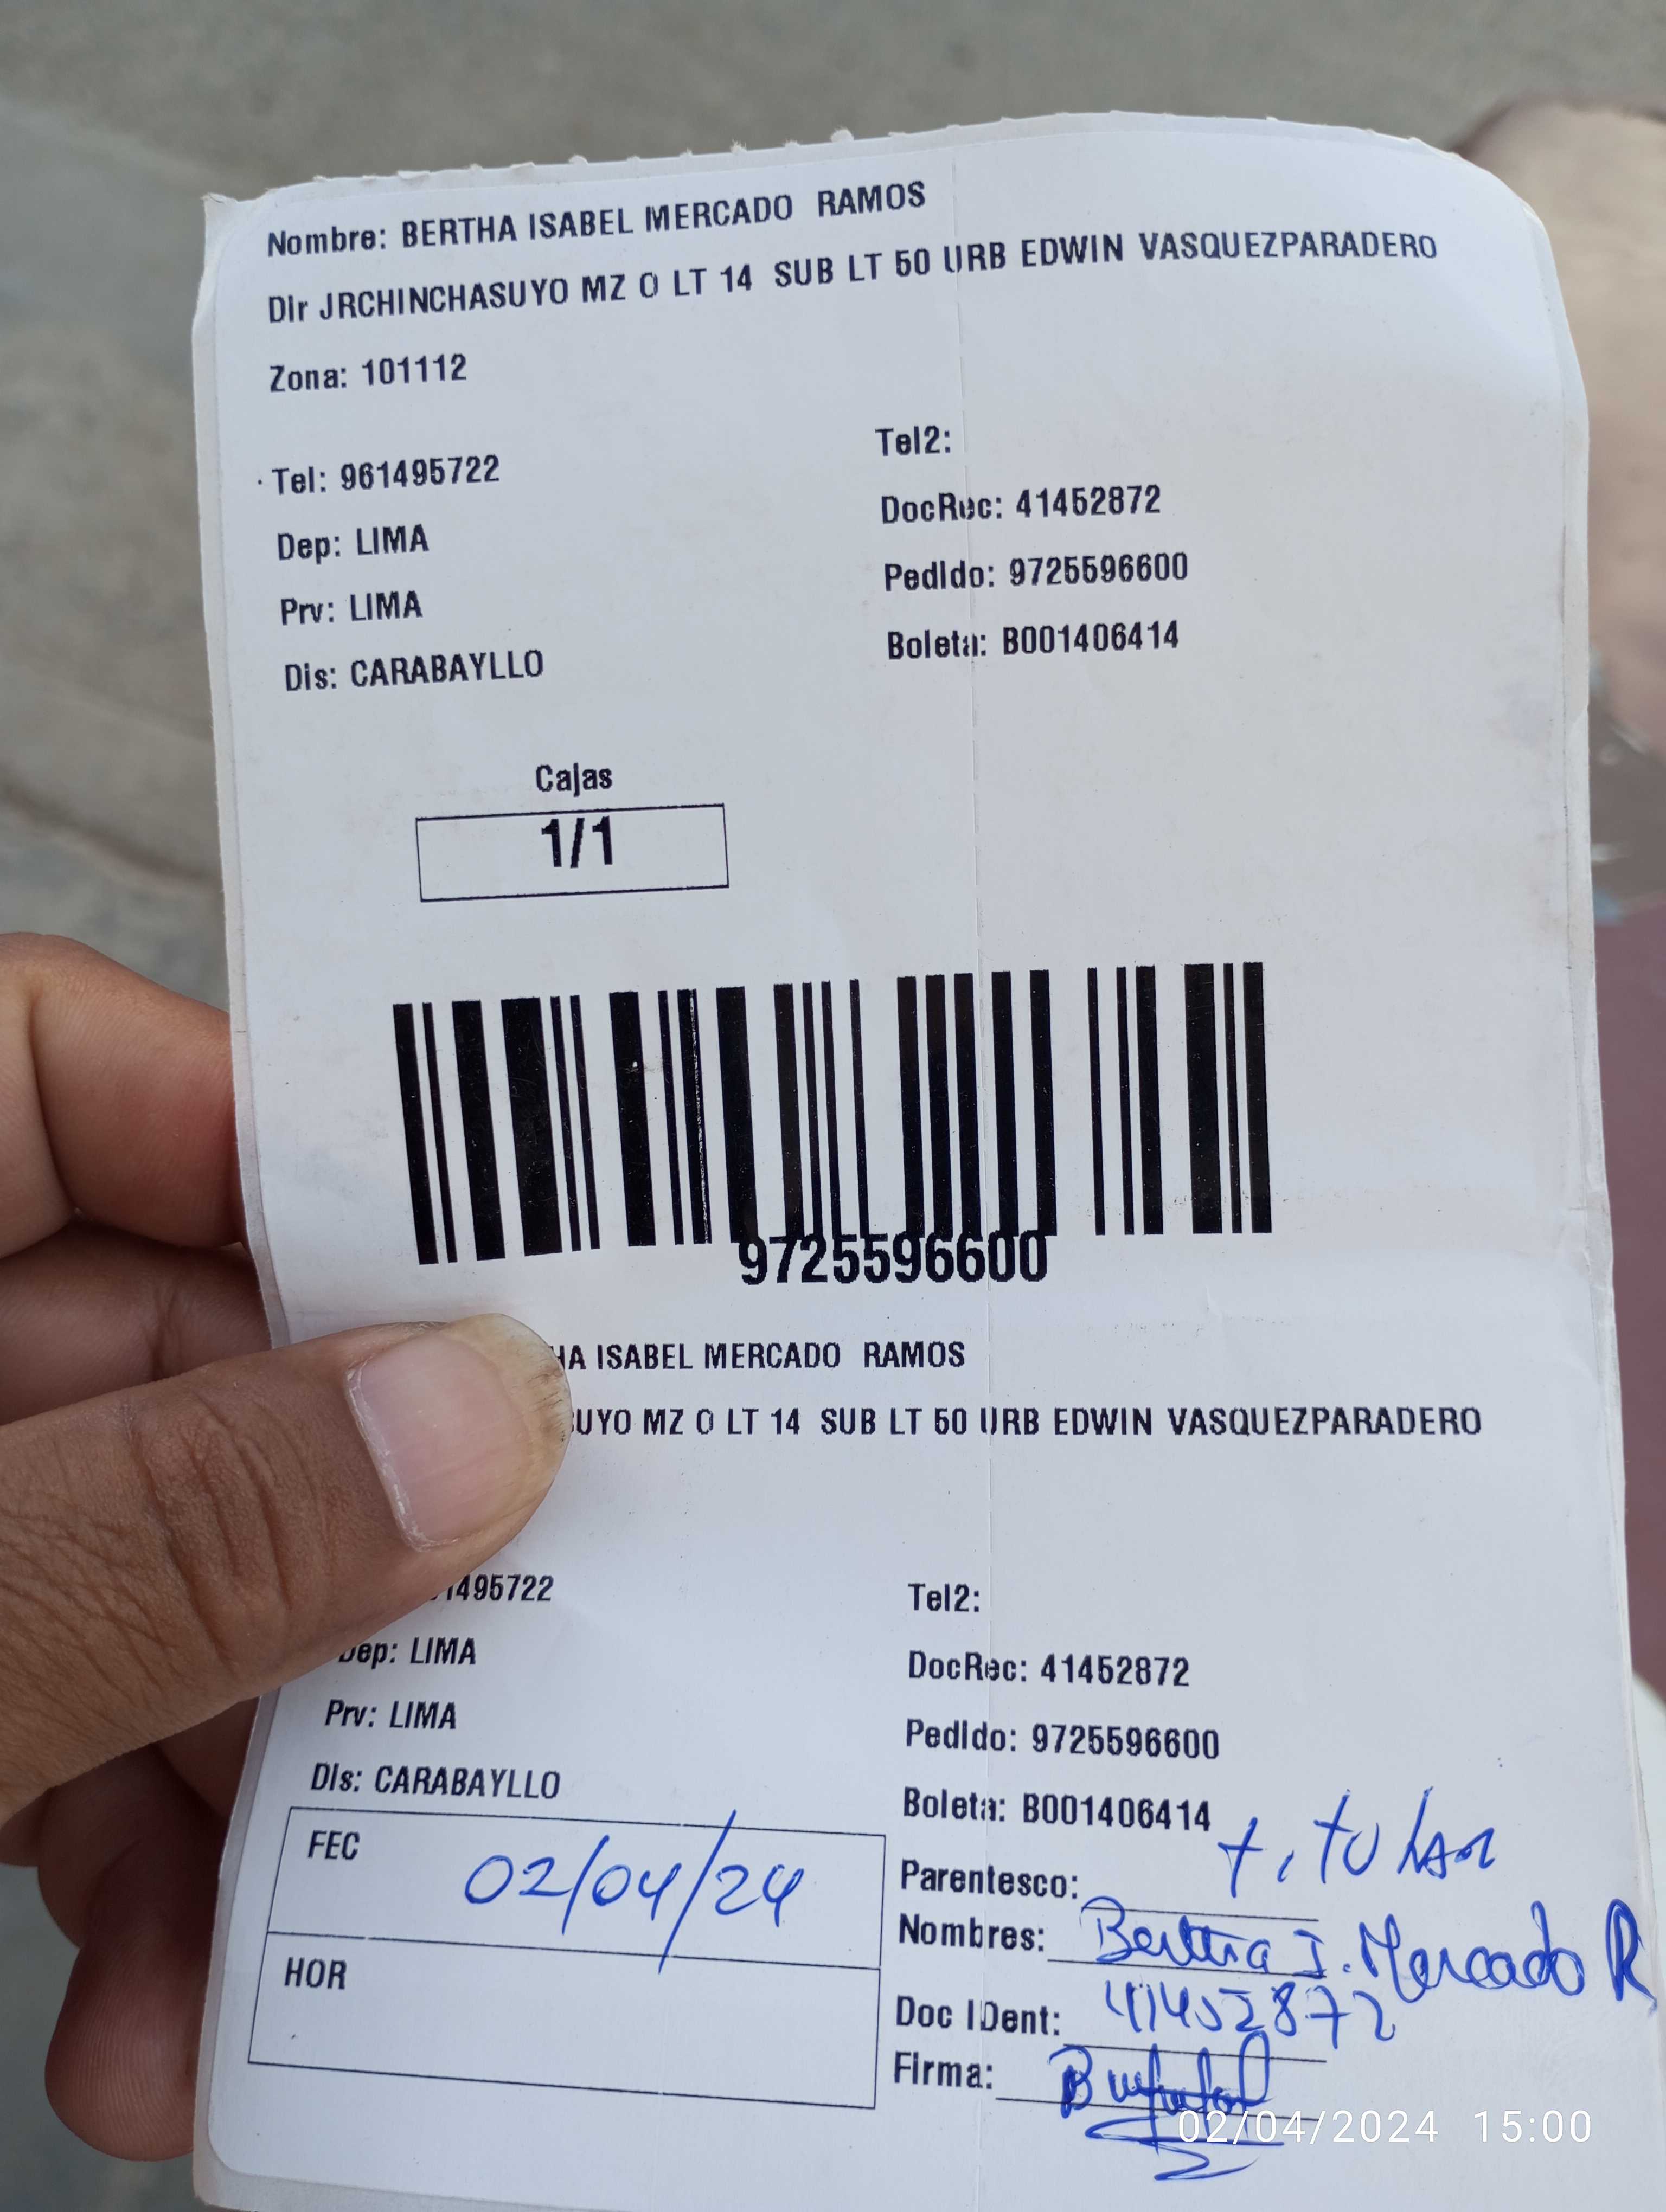 Nombre: BERTHA ISABEL MERCADO RAMOS
Dir JRCHINCHASUYO MZ O LT 14 SUB LT 50 URB EDWIN VASQUEZPARADERO
Zona: 101112
Tel: 961495722
Tel2:
Dep: LIMA
DocRec: 41452872
Prv: LIMA
Pedido: 9725596600
Dis: CARABAYLLO
Boleta: B001406414
Cajas
1/1
9725596600
ISABEL MERCADO RAMOS
MZ O LT 14 SUB LT 50 URB EDWIN VASQUEZPARADERO
1495722
Tel2:
Dep: LIMA
DocRec: 41452872
Prv: LIMA
Pedido: 9725596600
Dis: CARABAYLLO
Boleta: B001406414
FEC 02/04/24
Parentesco: titular
Nombres: Bertha I. Mercado R
HOR
Doc IDent: 41452872
Firma:
02/04/2024 15:00